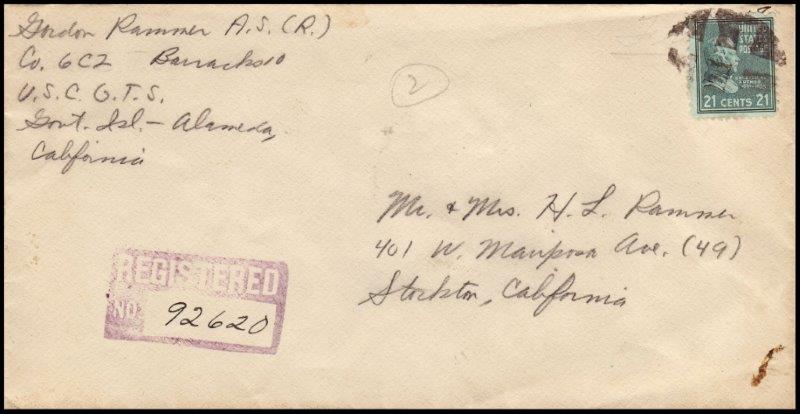 Gordon Rammer A.S. (R.)
Co. 6C2 Barracks 10
U.S.C.G.T.S.
Govt. Isl. - Alameda,
California
2
UNITED
STATES
POSTAGE
21 CENTS 21
Mr. & Mrs. H. L. Rammer
401 W. Mariposa Ave. (49)
Stockton, California
REGISTERED
NO. 92620